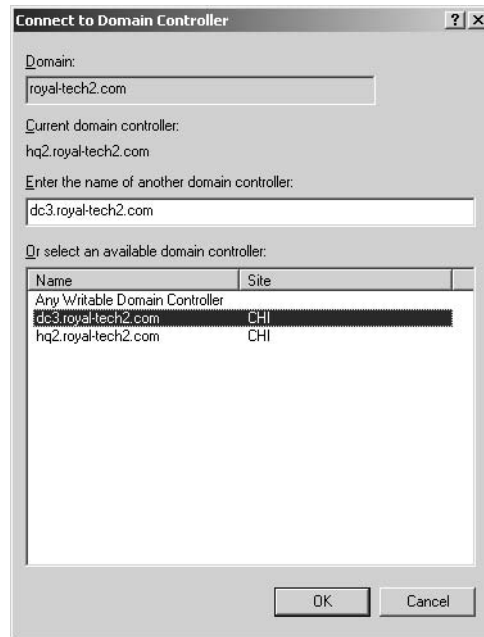 Connect to Domain Controller
Domain:
royal-tech2.com
Current domain controller:
hq2.royal-tech2.com
Enter the name of another domain controller:
dc3.royal-tech2.com
Or select an available domain controller:
Name Site
Any Writable Domain Controller
dc3.royal-tech2.com CHI
hq2.royal-tech2.com CHI
OK Cancel